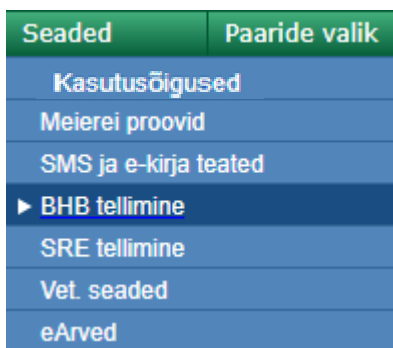 Seaded Paaride valik
Kasutusõigused
Meierei proovid
SMS ja e-kirja teated
BHB tellimine
SRE tellimine
Vet. seaded
eArved